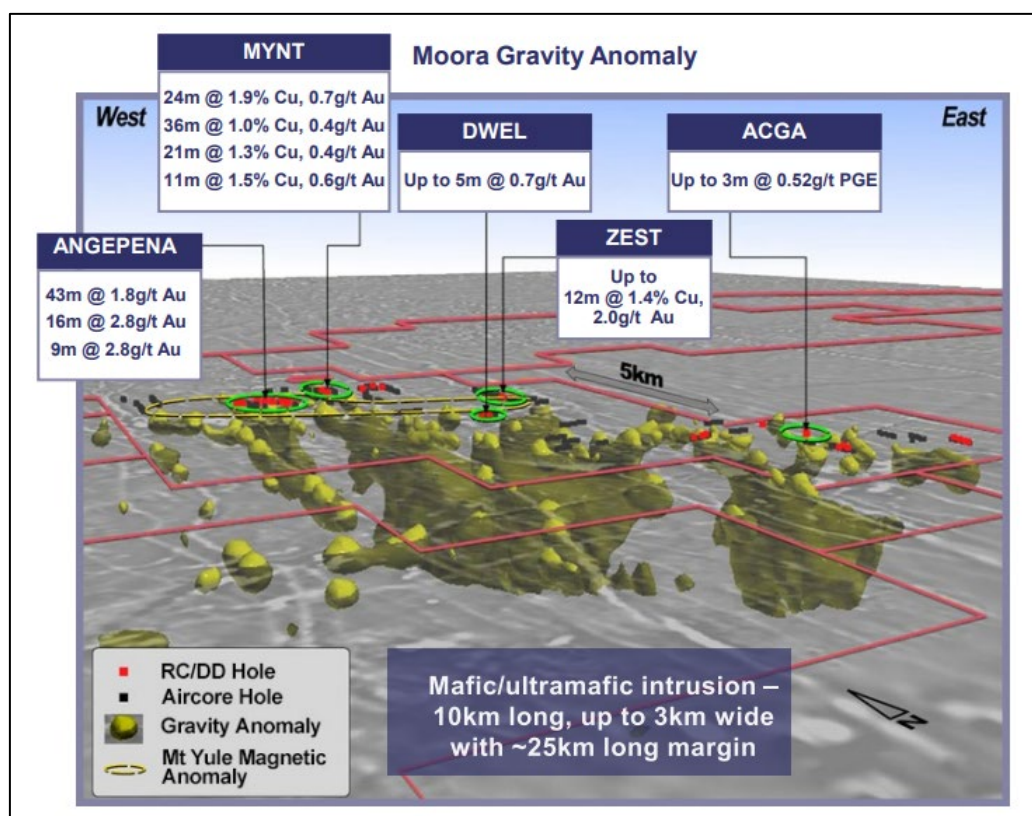 Moora Gravity Anomaly
West
East
MYNT
24m @ 1.9% Cu, 0.7g/t Au
36m @ 1.0% Cu, 0.4g/t Au
21m @ 1.3% Cu, 0.4g/t Au
11m @ 1.5% Cu, 0.6g/t Au
DWEL
Up to 5m @ 0.7g/t Au
ACGA
Up to 3m @ 0.52g/t PGE
ANGEPENA
43m @ 1.8g/t Au
16m @ 2.8g/t Au
9m @ 2.8g/t Au
ZEST
Up to
12m @ 1.4% Cu,
2.0g/t Au
5km
RC/DD Hole
Aircore Hole
Gravity Anomaly
Mt Yule Magnetic
Anomaly
Mafic/ultramafic intrusion –
10km long, up to 3km wide
with ~25km long margin
N